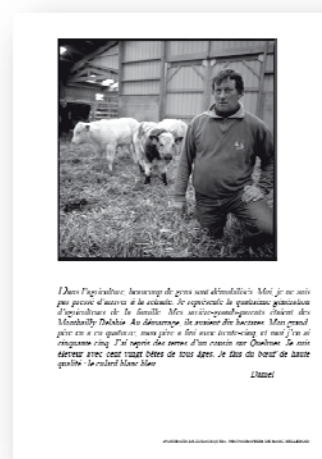 Dans l'agriculture, beaucoup de gens sont démobilisés. Moi, je ne suis
pas pressé d'arriver à la retraite. Je représente la quatrième génération
d'agriculteurs de la famille. Mes arrière-grands-parents étaient des
Monthailly Delahie. Au démarrage, ils avaient dix hectares. Mon grand-
père en a eu quatorze, mon père a fini avec trente-cinq, et moi j'en ai
cinquante cinq. J'ai repris des terres d'un cousin sur Quelmes. Je suis
éleveur avec cent vingt bêtes de tous âges. Je fais du bœuf de haute
qualité : le culard blanc bleu
Daniel